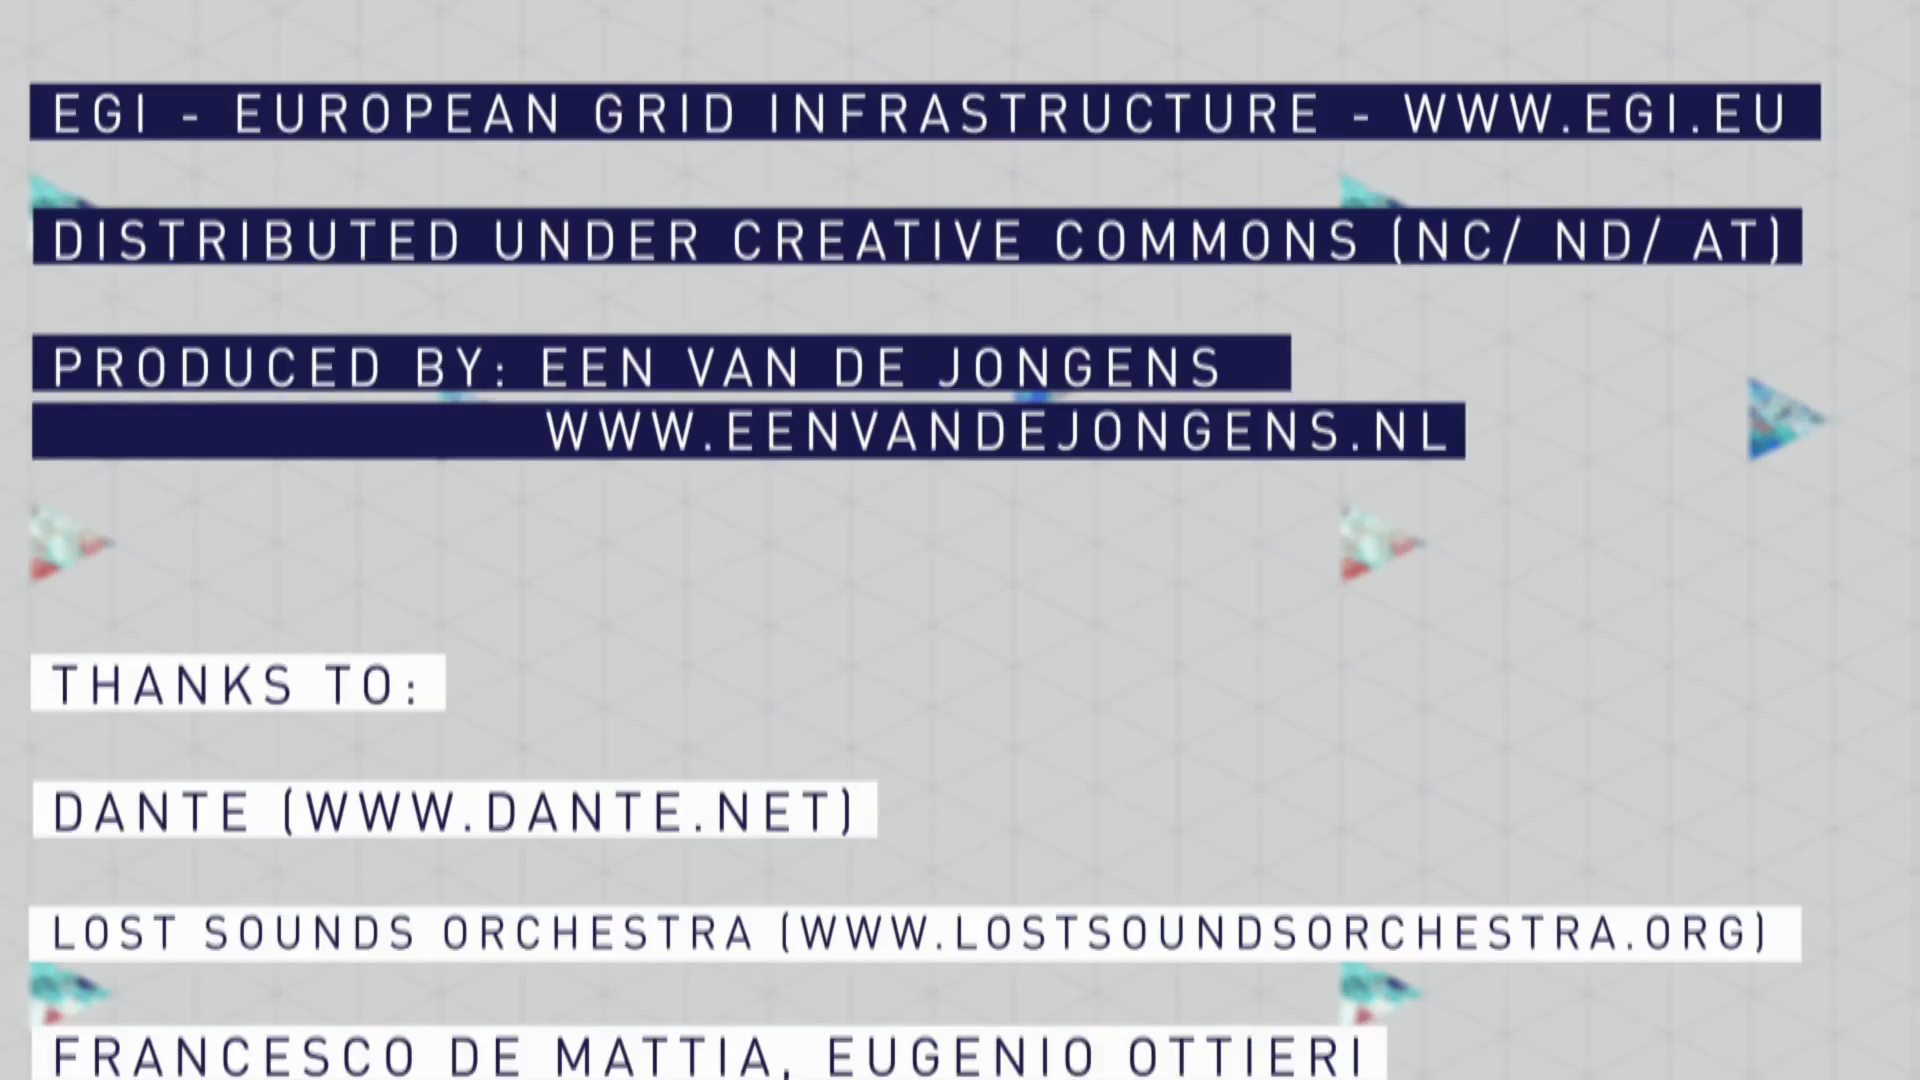 EGI - EUROPEAN GRID INFRASTRUCTURE - WWW.EGI.EU
DISTRIBUTED UNDER CREATIVE COMMONS (NC/ ND/ AT)
PRODUCED BY: EEN VAN DE JONGENS
WWW.EENVANDEJONGENS.NL
THANKS TO:
DANTE (WWW.DANTE.NET)
LOST SOUNDS ORCHESTRA (WWW.LOSTSOUNDSORCHESTRA.ORG)
FRANCESCO DE MATTIA, EUGENIO OTTIERI